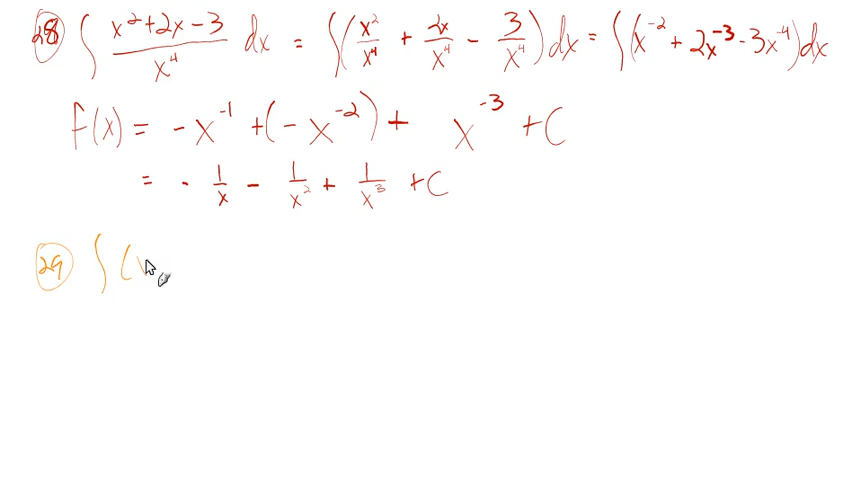 28 ∫ (x² + 2x - 3)/x⁴ dx = ∫(x²/x⁴ + 2x/x⁴ - 3/x⁴)dx = ∫(x⁻² + 2x⁻³ - 3x⁻⁴)dx
f(x) = -x⁻¹ + (-x⁻²) + x⁻³ + C
= - 1/x - 1/x² + 1/x³ + C
29 ∫ (